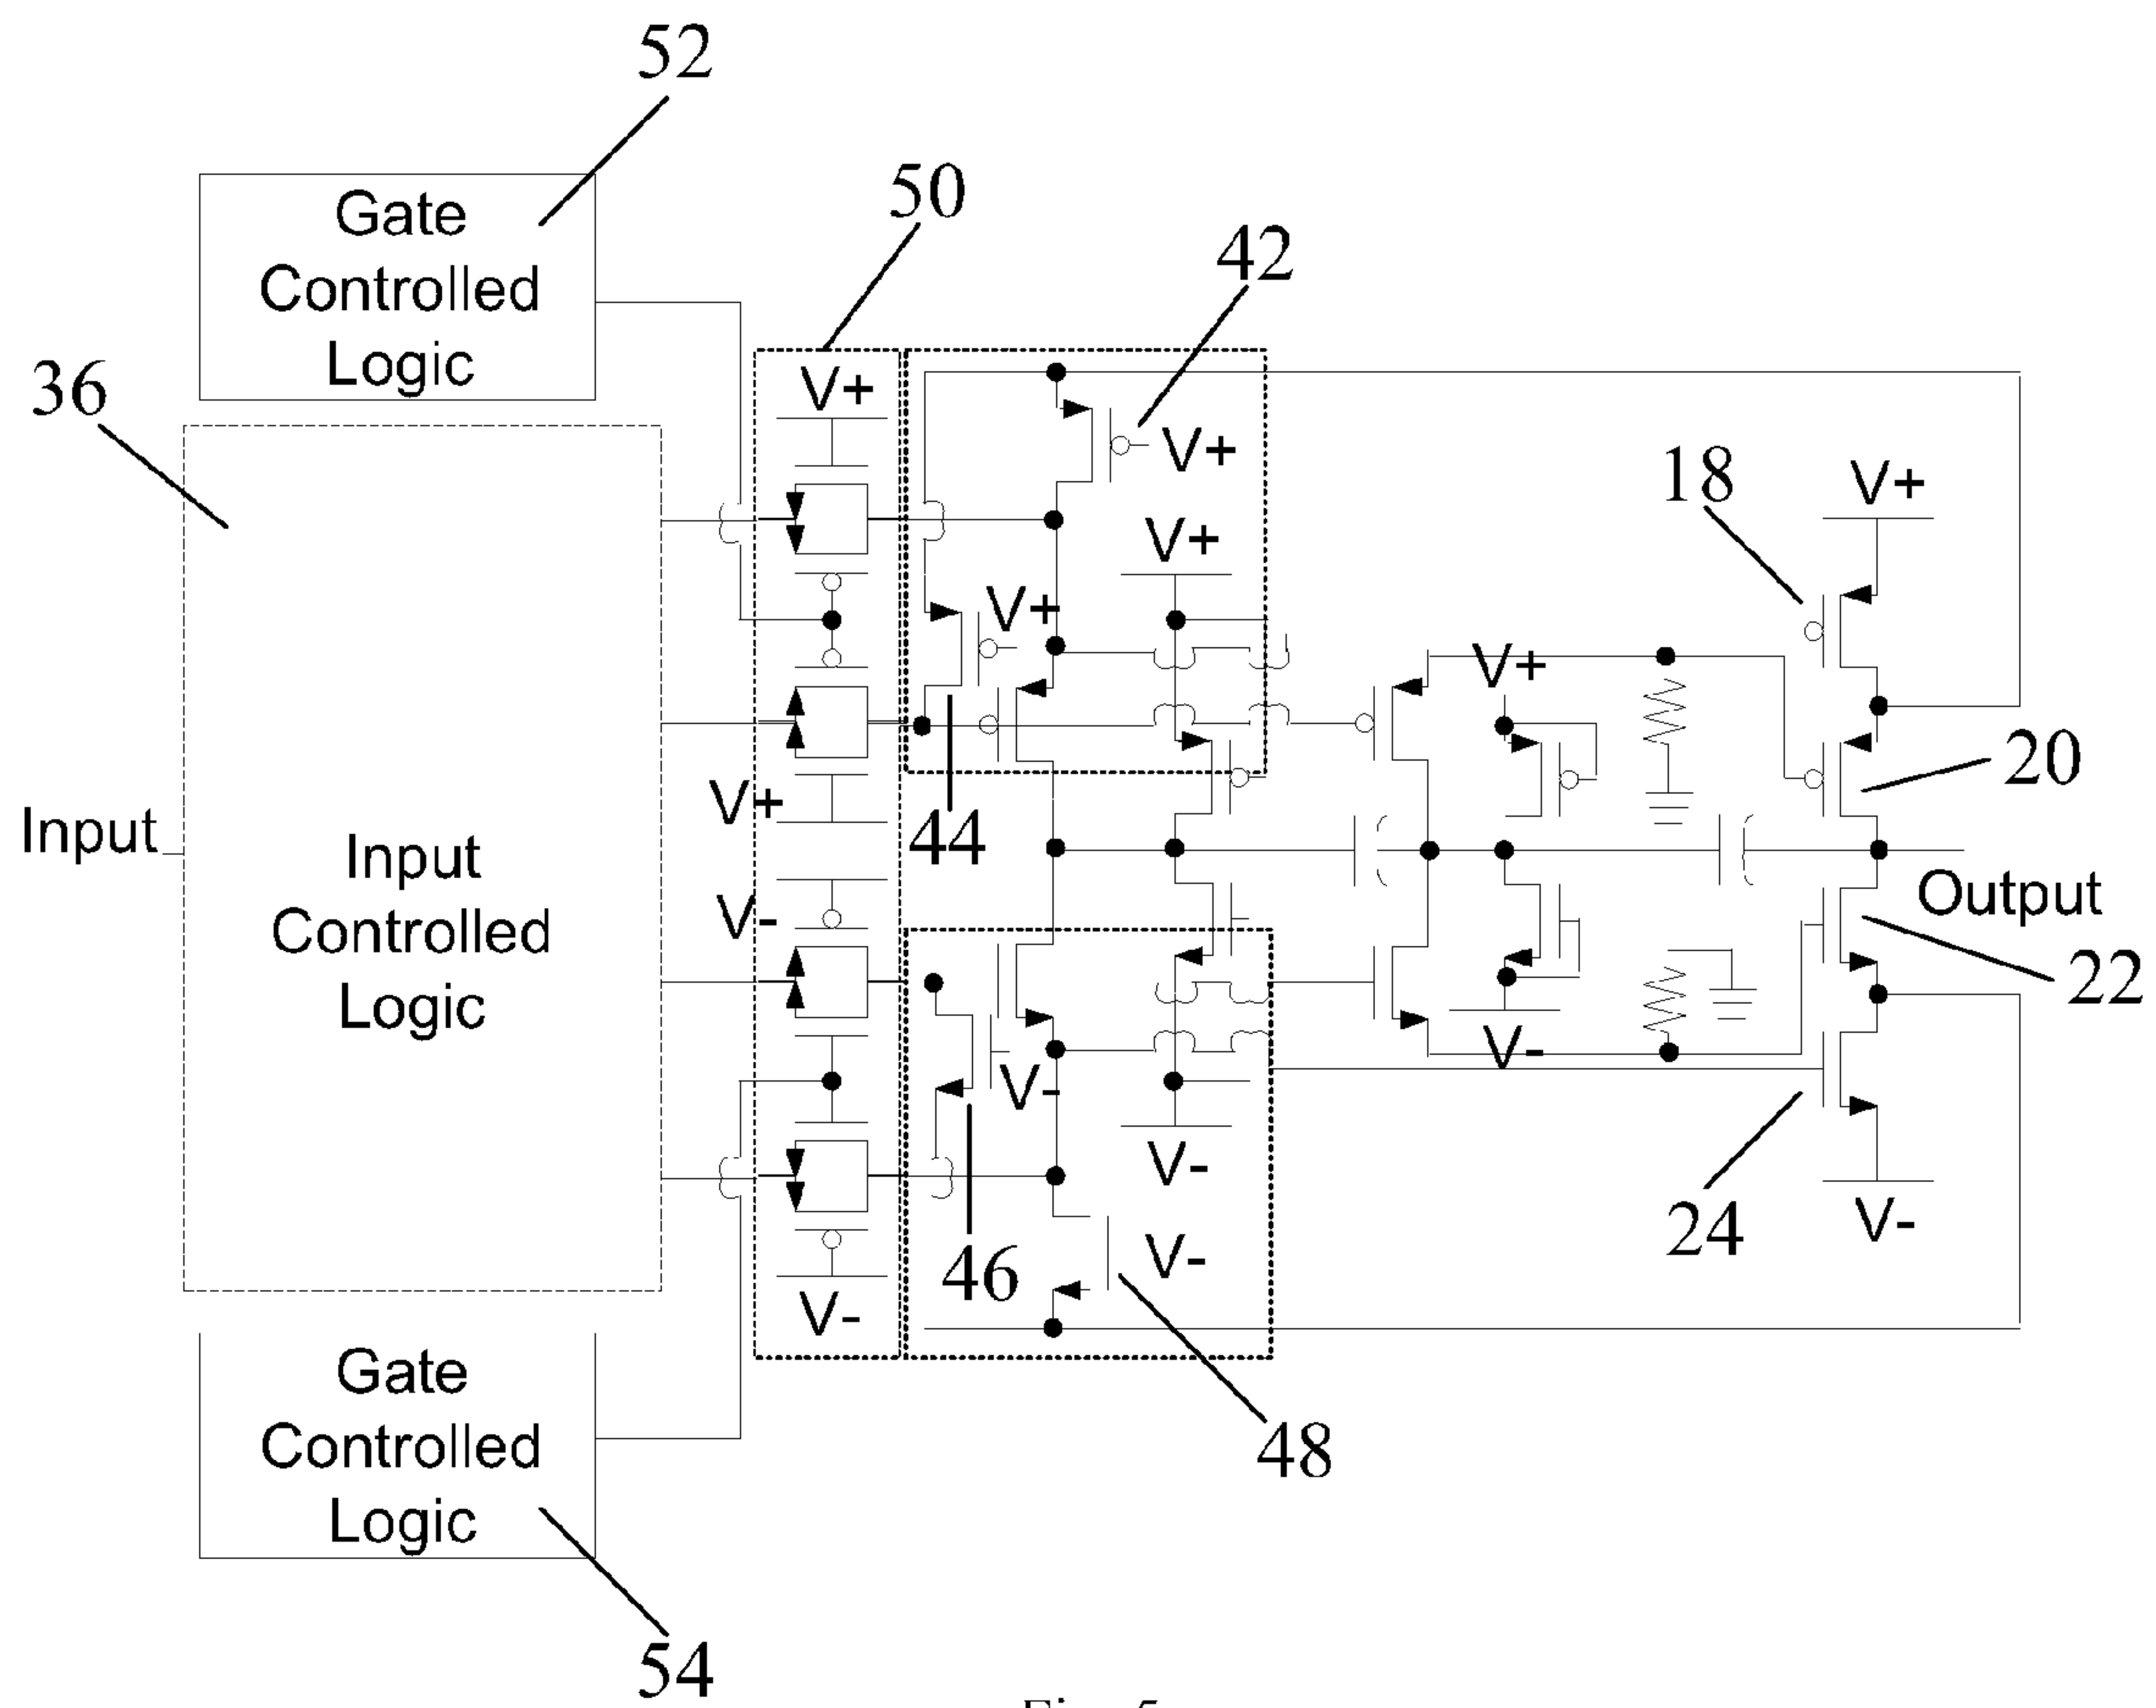 52
Gate
Controlled
Logic
50
42
36
V+
V+
18
V+
V+
V+
V+
20
V+
44
Input
Input
Controlled
Logic
V-
Output
22
V-
V-
V-
24
V-
46
V-
V-
Gate
Controlled
Logic
48
54